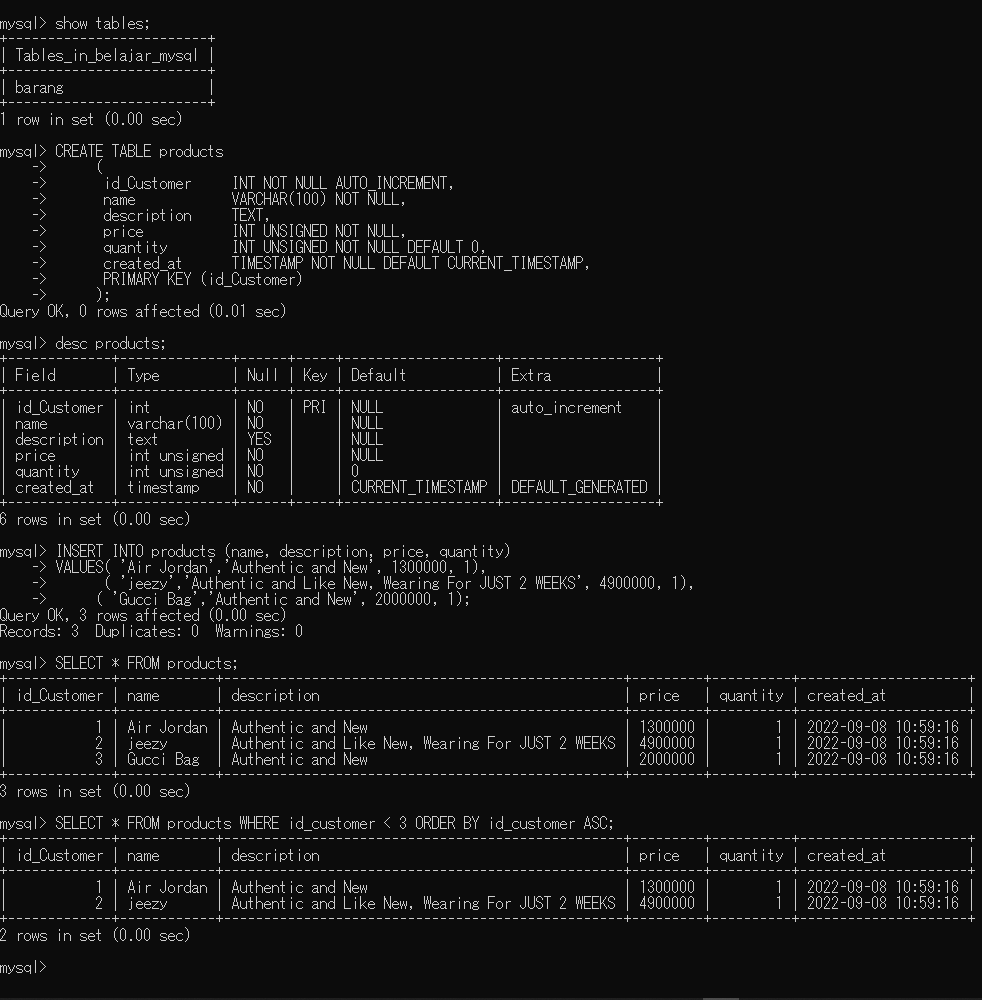 mysql> show tables;
+-------------------------+
| Tables_in_belajar_mysql |
+-------------------------+
| barang                  |
+-------------------------+
1 row in set (0.00 sec)

mysql> CREATE TABLE products
    ->      (
    ->       id_Customer     INT NOT NULL AUTO_INCREMENT,
    ->       name            VARCHAR(100) NOT NULL,
    ->       description     TEXT,
    ->       price           INT UNSIGNED NOT NULL,
    ->       quantity        INT UNSIGNED NOT NULL DEFAULT 0,
    ->       created_at      TIMESTAMP NOT NULL DEFAULT CURRENT_TIMESTAMP,
    ->       PRIMARY KEY (id_Customer)
    ->      );
Query OK, 0 rows affected (0.01 sec)

mysql> desc products;
+-------------+--------------+------+-----+-------------------+-------------------+
| Field       | Type         | Null | Key | Default           | Extra             |
+-------------+--------------+------+-----+-------------------+-------------------+
| id_Customer | int          | NO   | PRI | NULL              | auto_increment    |
| name        | varchar(100) | NO   |     | NULL              |                   |
| description | text         | YES  |     | NULL              |                   |
| price       | int unsigned | NO   |     | NULL              |                   |
| quantity    | int unsigned | NO   |     | 0                 |                   |
| created_at  | timestamp    | NO   |     | CURRENT_TIMESTAMP | DEFAULT_GENERATED |
+-------------+--------------+------+-----+-------------------+-------------------+
6 rows in set (0.00 sec)

mysql> INSERT INTO products (name, description, price, quantity)
    -> VALUES( 'Air Jordan','Authentic and New', 1300000, 1),
    ->       ( 'jeezy','Authentic and Like New, Wearing For JUST 2 WEEKS', 4900000, 1),
    ->      ( 'Gucci Bag','Authentic and New', 2000000, 1);
Query OK, 3 rows affected (0.00 sec)
Records: 3  Duplicates: 0  Warnings: 0

mysql> SELECT * FROM products;
+-------------+------------+--------------------------------------------------+---------+----------+---------------------+
| id_Customer | name       | description                                      | price   | quantity | created_at          |
+-------------+------------+--------------------------------------------------+---------+----------+---------------------+
|           1 | Air Jordan | Authentic and New                                | 1300000 |        1 | 2022-09-08 10:59:16 |
|           2 | jeezy      | Authentic and Like New, Wearing For JUST 2 WEEKS | 4900000 |        1 | 2022-09-08 10:59:16 |
|           3 | Gucci Bag  | Authentic and New                                | 2000000 |        1 | 2022-09-08 10:59:16 |
+-------------+------------+--------------------------------------------------+---------+----------+---------------------+
3 rows in set (0.00 sec)

mysql> SELECT * FROM products WHERE id_customer < 3 ORDER BY id_customer ASC;
+-------------+------------+--------------------------------------------------+---------+----------+---------------------+
| id_Customer | name       | description                                      | price   | quantity | created_at          |
+-------------+------------+--------------------------------------------------+---------+----------+---------------------+
|           1 | Air Jordan | Authentic and New                                | 1300000 |        1 | 2022-09-08 10:59:16 |
|           2 | jeezy      | Authentic and Like New, Wearing For JUST 2 WEEKS | 4900000 |        1 | 2022-09-08 10:59:16 |
+-------------+------------+--------------------------------------------------+---------+----------+---------------------+
2 rows in set (0.00 sec)

mysql>